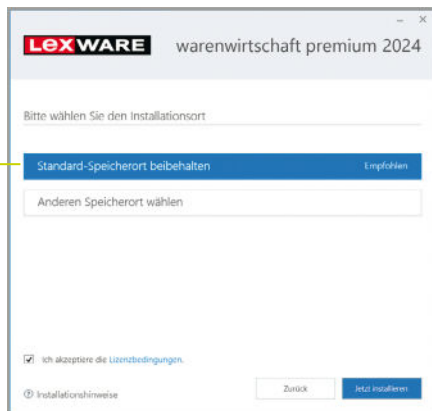 LEXWARE warenwirtschaft premium 2024
Bitte wählen Sie den Installationsort
Standard-Speicherort beibehalten Empfohlen
Anderen Speicherort wählen
Ich akzeptiere die Lizenzbedingungen.
Installationshinweise Zurück Jetzt installieren